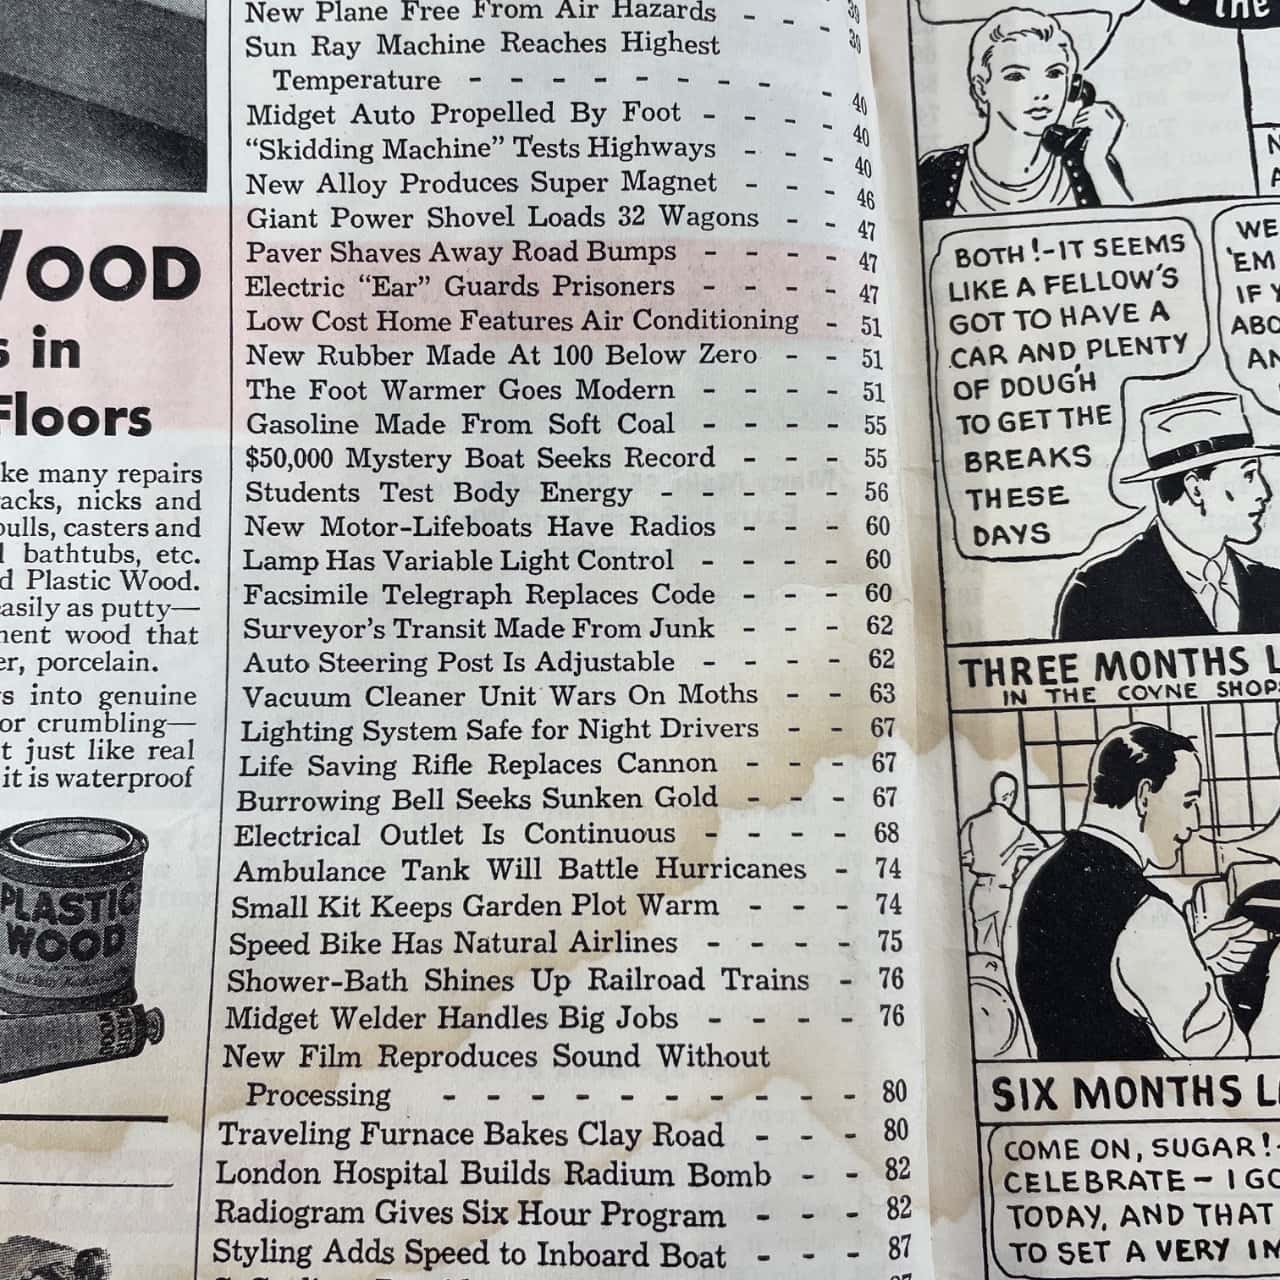 OOD
in
Floors
many repairs
nicks and
casters and
bathtubs, etc.
Plastic Wood.
as putty—
wood that
porcelain.
into genuine
or crumbling—
just like real
it is waterproof
PLASTIC
WOOD
39
New Plane Free From Air Hazards - - - 39
Sun Ray Machine Reaches Highest
Temperature - - - - - - - - - 40
Midget Auto Propelled By Foot - - - - 40
“Skidding Machine” Tests Highways - - - 40
New Alloy Produces Super Magnet - - - 46
Giant Power Shovel Loads 32 Wagons - - 47
Paver Shaves Away Road Bumps - - - - 47
Electric “Ear” Guards Prisoners - - - - 47
Low Cost Home Features Air Conditioning - 51
New Rubber Made At 100 Below Zero - - 51
The Foot Warmer Goes Modern - - - - 51
Gasoline Made From Soft Coal - - - - 55
$50,000 Mystery Boat Seeks Record - - - 55
Students Test Body Energy - - - - - 56
New Motor-Lifeboats Have Radios - - - 60
Lamp Has Variable Light Control - - - - 60
Facsimile Telegraph Replaces Code - - - 60
Surveyor’s Transit Made From Junk - - - 62
Auto Steering Post Is Adjustable - - - - 62
Vacuum Cleaner Unit Wars On Moths - - 63
Lighting System Safe for Night Drivers - - 67
Life Saving Rifle Replaces Cannon - - - 67
Burrowing Bell Seeks Sunken Gold - - - 67
Electrical Outlet Is Continuous - - - - 68
Ambulance Tank Will Battle Hurricanes - 74
Small Kit Keeps Garden Plot Warm - - - 74
Speed Bike Has Natural Airlines - - - - 75
Shower-Bath Shines Up Railroad Trains - 76
Midget Welder Handles Big Jobs - - - - 76
New Film Reproduces Sound Without
Processing - - - - - - - - - - 80
Traveling Furnace Bakes Clay Road - - - 80
London Hospital Builds Radium Bomb - - 82
Radiogram Gives Six Hour Program - - - 82
Styling Adds Speed to Inboard Boat - - - 87
the
BOTH!-IT SEEMS
LIKE A FELLOW'S
GOT TO HAVE A
CAR AND PLENTY
OF DOUGH
TO GET THE
BREAKS
THESE
DAYS
WE
'EM
IF
AN
THREE MONTHS L
IN THE COYNE SHOPS
SIX MONTHS L
COME ON, SUGAR!-
CELEBRATE - I GO
TODAY, AND THAT
TO SET A VERY IM